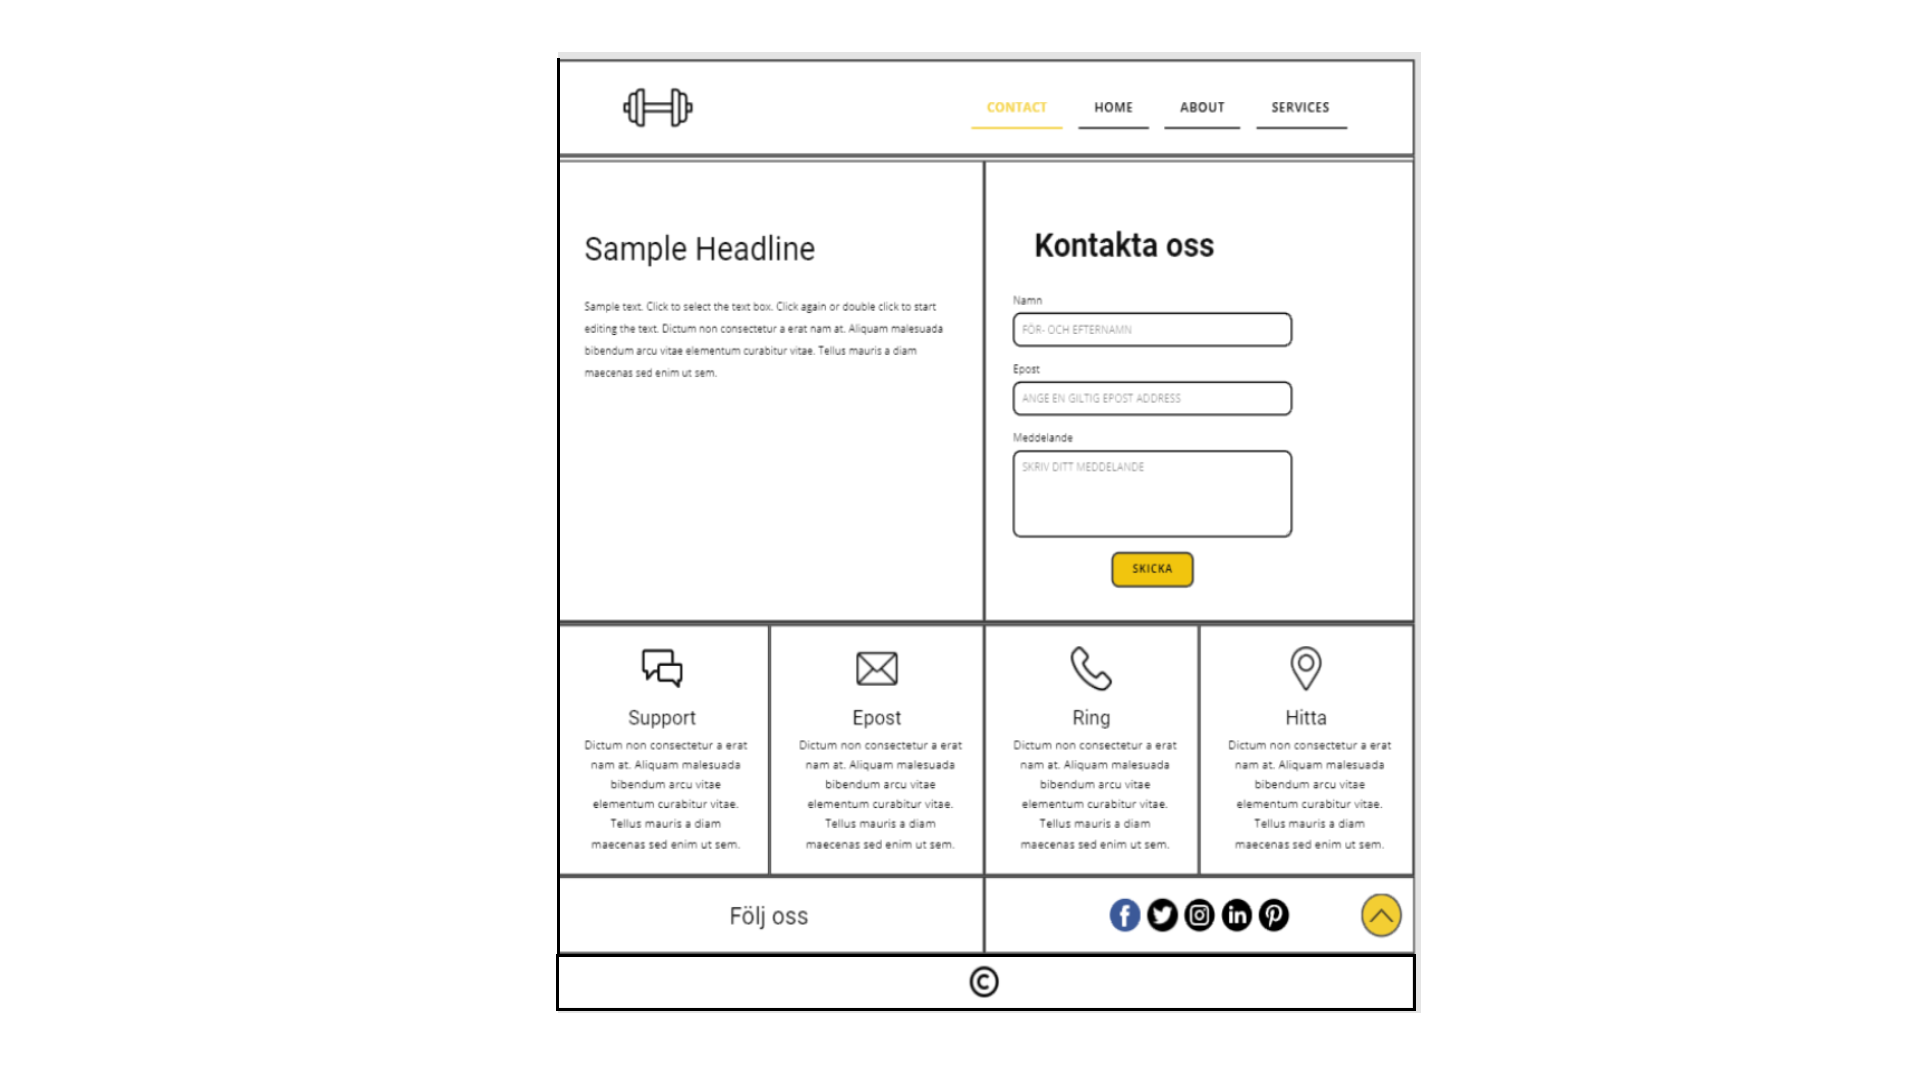 CONTACT HOME ABOUT SERVICES
Sample Headline
Sample text. Click to select the text box. Click again or double click to start
editing the text. Dictum non consectetur a erat nam at. Aliquam malesuada
bibendum arcu vitae elementum curabitur vitae. Tellus mauris a diam
maecenas sed enim ut sem.
Kontakta oss
Namn
FÖR- OCH EFTERNAMN
Epost
ANGE EN GILTIG EPOST ADDRESS
Meddelande
SKRIV DITT MEDDELANDE
SKICKA
Support
Dictum non consectetur a erat
nam at. Aliquam malesuada
bibendum arcu vitae
elementum curabitur vitae.
Tellus mauris a diam
maecenas sed enim ut sem.
Epost
Dictum non consectetur a erat
nam at. Aliquam malesuada
bibendum arcu vitae
elementum curabitur vitae.
Tellus mauris a diam
maecenas sed enim ut sem.
Ring
Dictum non consectetur a erat
nam at. Aliquam malesuada
bibendum arcu vitae
elementum curabitur vitae.
Tellus mauris a diam
maecenas sed enim ut sem.
Hitta
Dictum non consectetur a erat
nam at. Aliquam malesuada
bibendum arcu vitae
elementum curabitur vitae.
Tellus mauris a diam
maecenas sed enim ut sem.
Följ oss
©